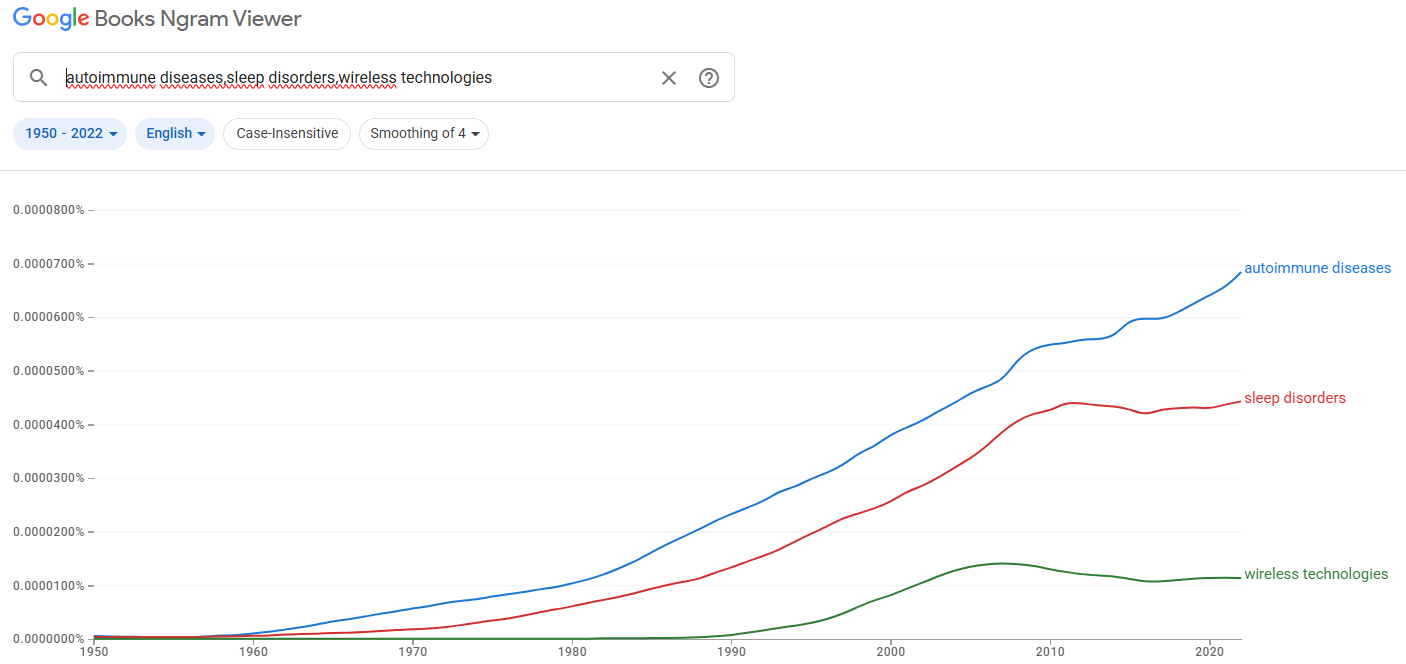 Google Books Ngram Viewer
autoimmune diseases,sleep disorders,wireless technologies
1950 - 2022 English Case-Insensitive Smoothing of 4
0.0000800%
0.0000700%
autoimmune diseases
0.0000600%
0.0000500%
sleep disorders
0.0000400%
0.0000300%
0.0000200%
0.0000100%
wireless technologies
0.0000000%
1950 1960 1970 1980 1990 2000 2010 2020